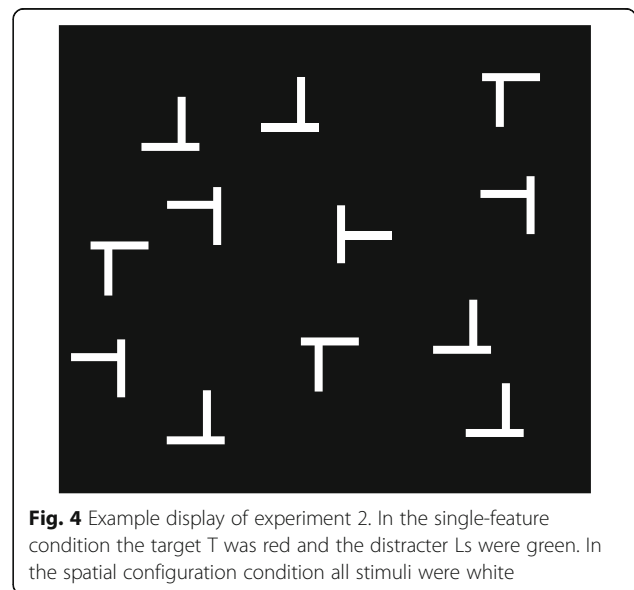 Fig. 4 Example display of experiment 2. In the single-feature
condition the target T was red and the distracter Ls were green. In
the spatial configuration condition all stimuli were white